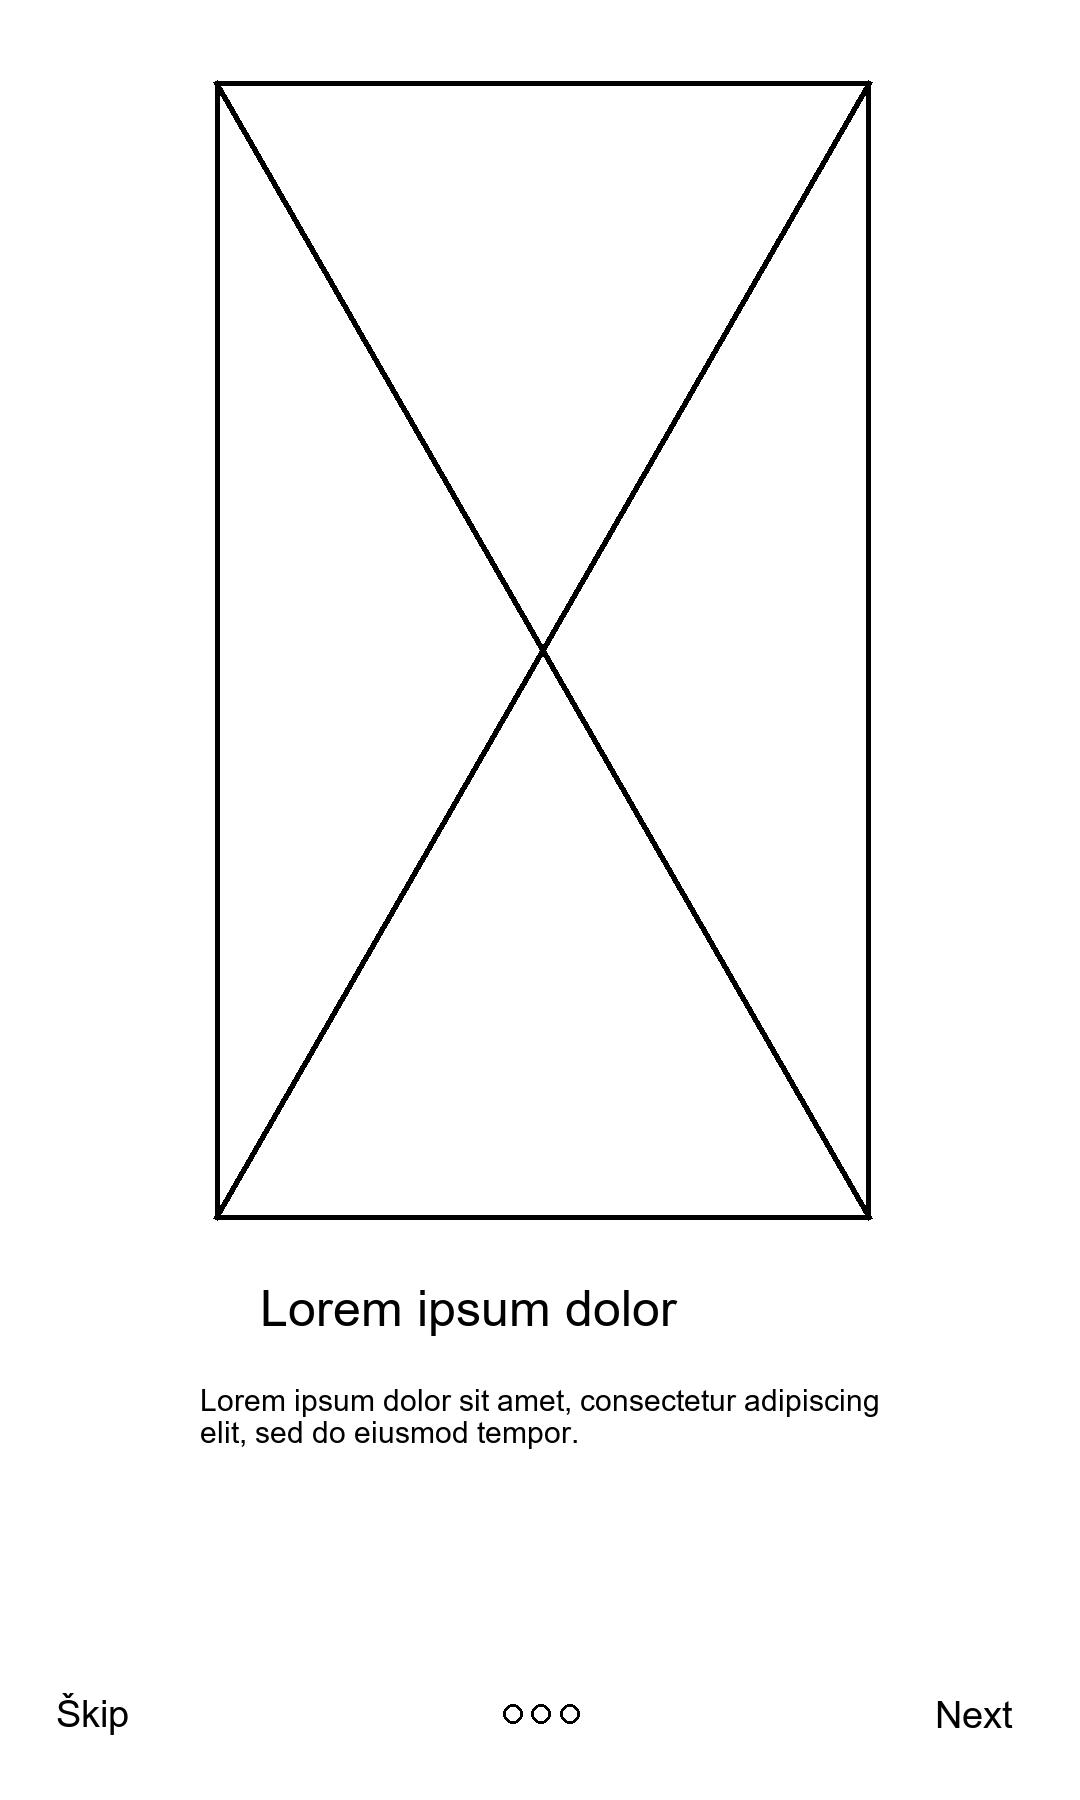 Lorem ipsum dolor
Lorem ipsum dolor sit amet, consectetur adipiscing
elit, sed do eiusmod tempor.
Škip
Next